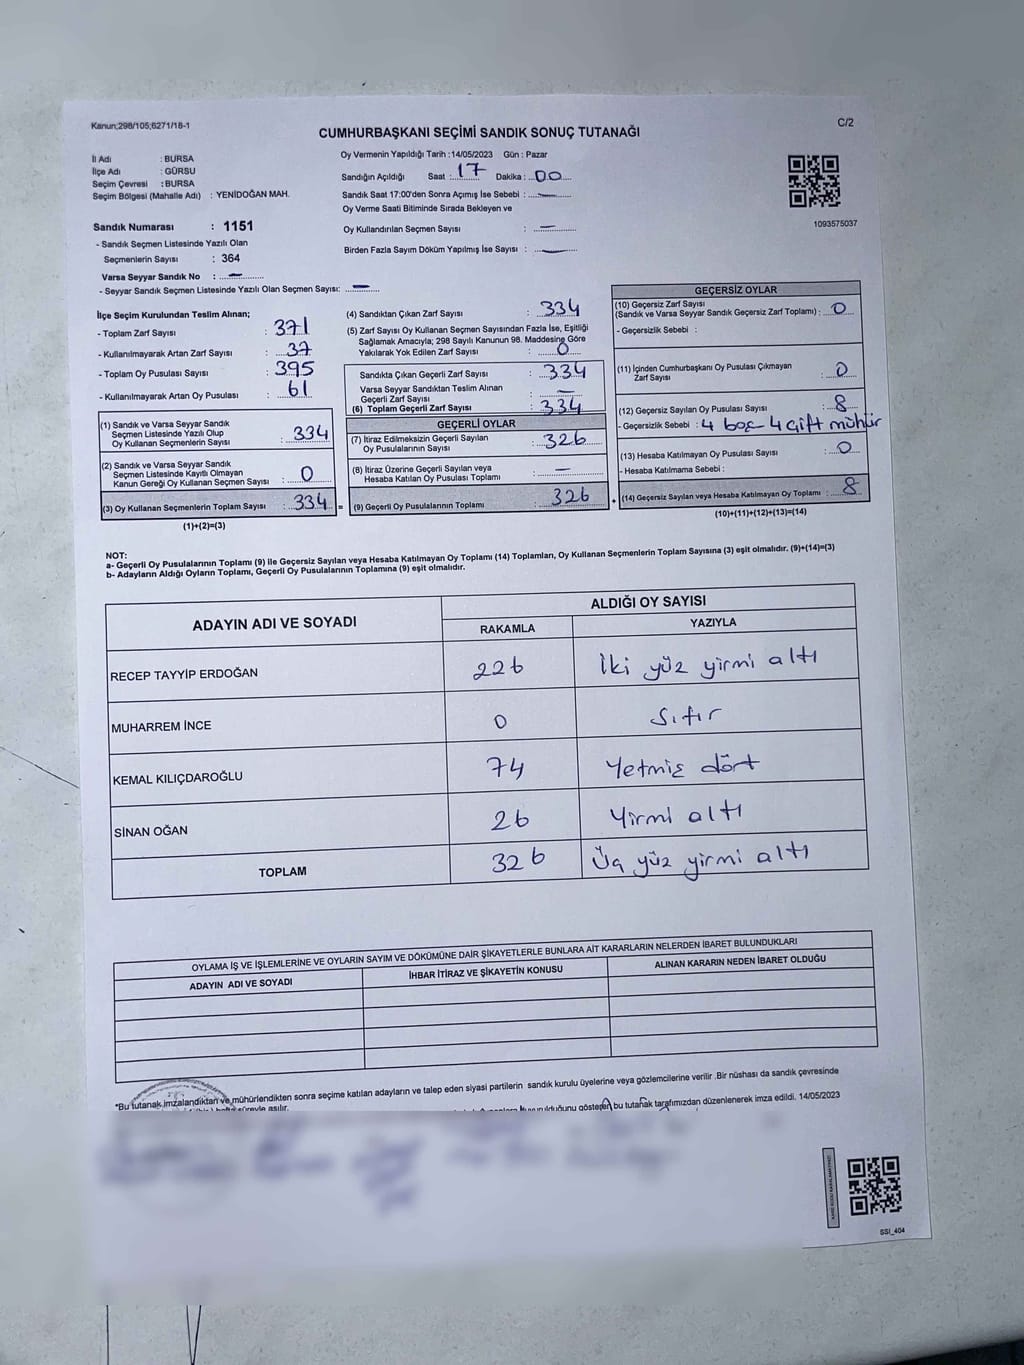 Kanun;298/105;6271/18-1
C/2
CUMHURBAŞKANI SEÇİMİ SANDIK SONUÇ TUTANAĞI
İl Adı : BURSA
İlçe Adı : GÜRSU
Seçim Çevresi : BURSA
Seçim Bölgesi (Mahalle Adı) : YENİDOĞAN MAH.
Oy Vermenin Yapıldığı Tarih :14/05/2023 Gün : Pazar
Sandığın Açıldığı Saat : 17 Dakika : 00
Sandık Saat 17:00'den Sonra Açımış İse Sebebi : —
Oy Verme Saati Bitiminde Sırada Bekleyen ve
Oy Kullandırılan Seçmen Sayısı : —
Birden Fazla Sayım Döküm Yapılmış İse Sayısı : —
1093575037
Sandık Numarası : 1151
- Sandık Seçmen Listesinde Yazılı Olan
Seçmenlerin Sayısı : 364
Varsa Seyyar Sandık No : —
- Seyyar Sandık Seçmen Listesinde Yazılı Olan Seçmen Sayısı: —
İlçe Seçim Kurulundan Teslim Alınan;
- Toplam Zarf Sayısı : 371
- Kullanılmayarak Artan Zarf Sayısı : 37
- Toplam Oy Pusulası Sayısı : 395
- Kullanılmayarak Artan Oy Pusulası : 61
(1) Sandık ve Varsa Seyyar Sandık
Seçmen Listesinde Yazılı Olup
Oy Kullanan Seçmenlerin Sayısı : 334
(2) Sandık ve Varsa Seyyar Sandık
Seçmen Listesinde Kayıtlı Olmayan
Kanun Gereği Oy Kullanan Seçmen Sayısı : 0
(3) Oy Kullanan Seçmenlerin Toplam Sayısı : 334 =
(1)+(2)=(3)
(4) Sandıktan Çıkan Zarf Sayısı : 334
(5) Zarf Sayısı Oy Kullanan Seçmen Sayısından Fazla İse, Eşitliği
Sağlamak Amacıyla; 298 Sayılı Kanunun 98. Maddesine Göre
Yakılarak Yok Edilen Zarf Sayısı : 0
Sandıkta Çıkan Geçerli Zarf Sayısı : 334
Varsa Seyyar Sandıktan Teslim Alınan
Geçerli Zarf Sayısı : —
(6) Toplam Geçerli Zarf Sayısı : 334
GEÇERLİ OYLAR
(7) İtiraz Edilmeksizin Geçerli Sayılan
Oy Pusulası Sayısı : 326
(8) İtiraz Üzerine Geçerli Sayılan veya
Hesaba Katılan Oy Pusulası Toplamı : —
(9) Geçerli Oy Pusulalarının Toplamı : 326
GEÇERSİZ OYLAR
(10) Geçersiz Zarf Sayısı
(Sandık ve Varsa Seyyar Sandık Geçersiz Zarf Toplamı) : 0
- Geçersizlik Sebebi :
(11) İçinden Cumhurbaşkanı Oy Pusulası Çıkmayan
Zarf Sayısı : 0
(12) Geçersiz Sayılan Oy Pusulası Sayısı : 8
- Geçersizlik Sebebi : 4 boş 4 çift mühür
(13) Hesaba Katılmayan Oy Pusulası Sayısı : 0
- Hesaba Katılmama Sebebi :
(14) Geçersiz Sayılan veya Hesaba Katılmayan Oy Toplamı : 8
(10)+(11)+(12)+(13)=(14)
NOT:
a- Geçerli Oy Pusulalarının Toplamı (9) ile Geçersiz Sayılan veya Hesaba Katılmayan Oy Toplamı (14) Toplamları, Oy Kullanan Seçmenlerin Toplam Sayısına (3) eşit olmalıdır. (9)+(14)=(3)
b- Adayların Aldığı Oyların Toplamı, Geçerli Oy Pusulalarının Toplamına (9) eşit olmalıdır.
ADAYIN ADI VE SOYADI ALDIĞI OY SAYISI
RAKAMLA YAZIYLA
RECEP TAYYİP ERDOĞAN 226 İki yüz yirmi altı
MUHARREM İNCE 0 Sıfır
KEMAL KILIÇDAROĞLU 74 Yetmiş dört
SİNAN OĞAN 26 Yirmi altı
TOPLAM 326 Üç yüz yirmi altı
OYLAMA İŞ VE İŞLEMLERİNE VE OYLARIN SAYIM VE DÖKÜMÜNE DAİR ŞİKAYETLERLE BUNLARA AİT KARARLARIN NELERDEN İBARET BULUNDUKLARI
ADAYIN ADI VE SOYADI İHBAR İTİRAZ VE ŞİKAYETİN KONUSU ALINAN KARARIN NEDEN İBARET OLDUĞU
*Bu tutanak imzalandıktan ve mühürlendikten sonra seçime katılan adayların ve talep eden siyasi partilerin sandık kurulu üyelerine veya gözlemcilerine verilir .Bir nüshası da sandık çevresinde
süreyle asılır. gösteren bu tutanak tarafımızdan düzenlenerek imza edildi. 14/05/2023
SSI_404